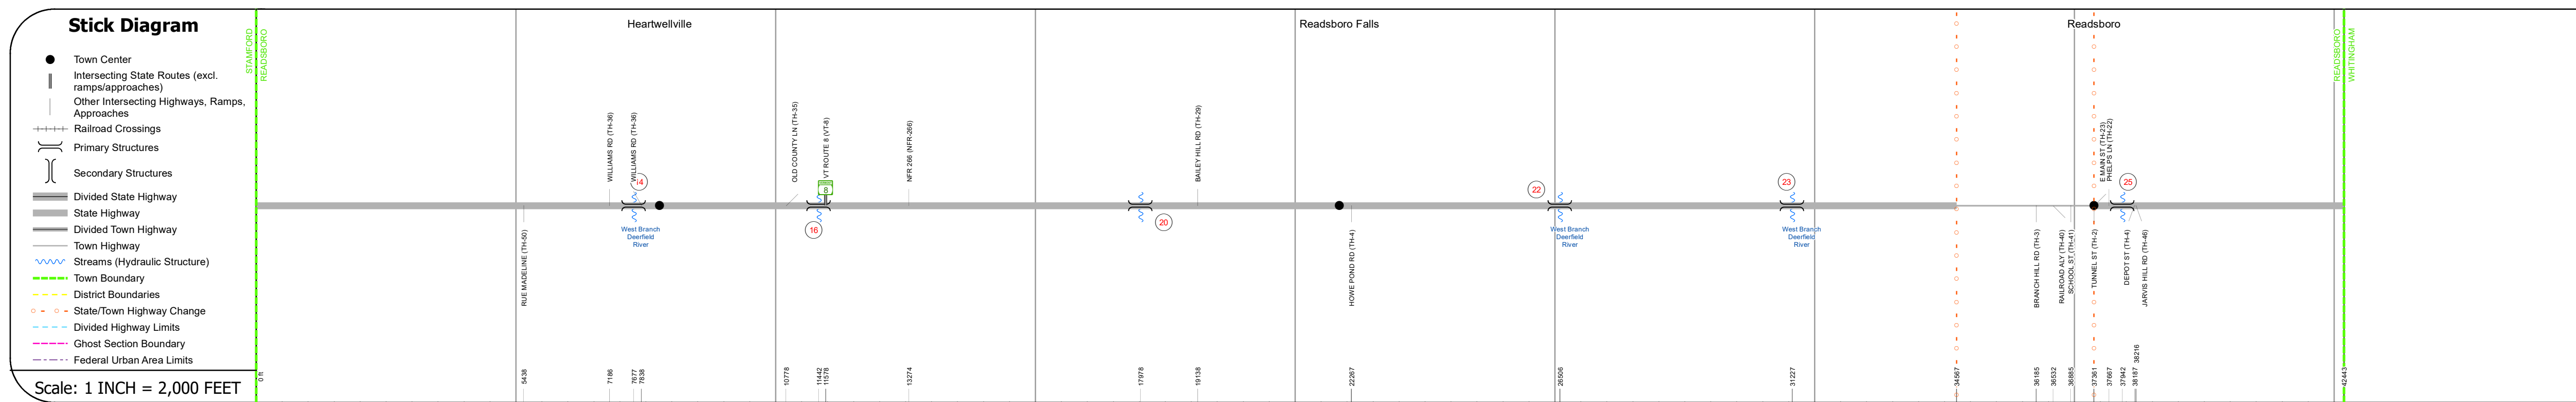 Stick Diagram
Town Center
Intersecting State Routes (excl.
ramps/approaches)
Other Intersecting Highways, Ramps,
Approaches
Railroad Crossings
Primary Structures
Secondary Structures
Divided State Highway
State Highway
Divided Town Highway
Town Highway
Streams (Hydraulic Structure)
Town Boundary
District Boundaries
State/Town Highway Change
Divided Highway Limits
Ghost Section Boundary
Federal Urban Area Limits
Scale: 1 INCH = 2,000 FEET
STAMFORD
READSBORO
Heartwellville
Readsboro Falls
Readsboro
READSBORO
WHITINGHAM
WILLIAMS RD (TH-36)
WILLIAMS RD (TH-36)
OLD COUNTY LN (TH-35)
VT ROUTE 8 (VT-8)
NFR 266 (NFR-266)
BAILEY HILL RD (TH-29)
E MAIN ST (TH-23)
PHELPS LN (TH-22)
14
8
16
20
22
23
25
West Branch
Deerfield
River
West Branch
Deerfield
River
West Branch
Deerfield
River
RUE MADELINE (TH-50)
HOWE POND RD (TH-4)
BRANCH HILL RD (TH-3)
RAILROAD ALY (TH-40)
SCHOOL ST (TH-41)
TUNNEL ST (TH-2)
DEPOT ST (TH-4)
JARVIS HILL RD (TH-46)
0 ft
5438
7186
7677
7838
10778
11442
11578
13274
17978
19138
22267
26506
31227
34567
36185
36532
36885
37361
37667
37942
38187
38216
42443